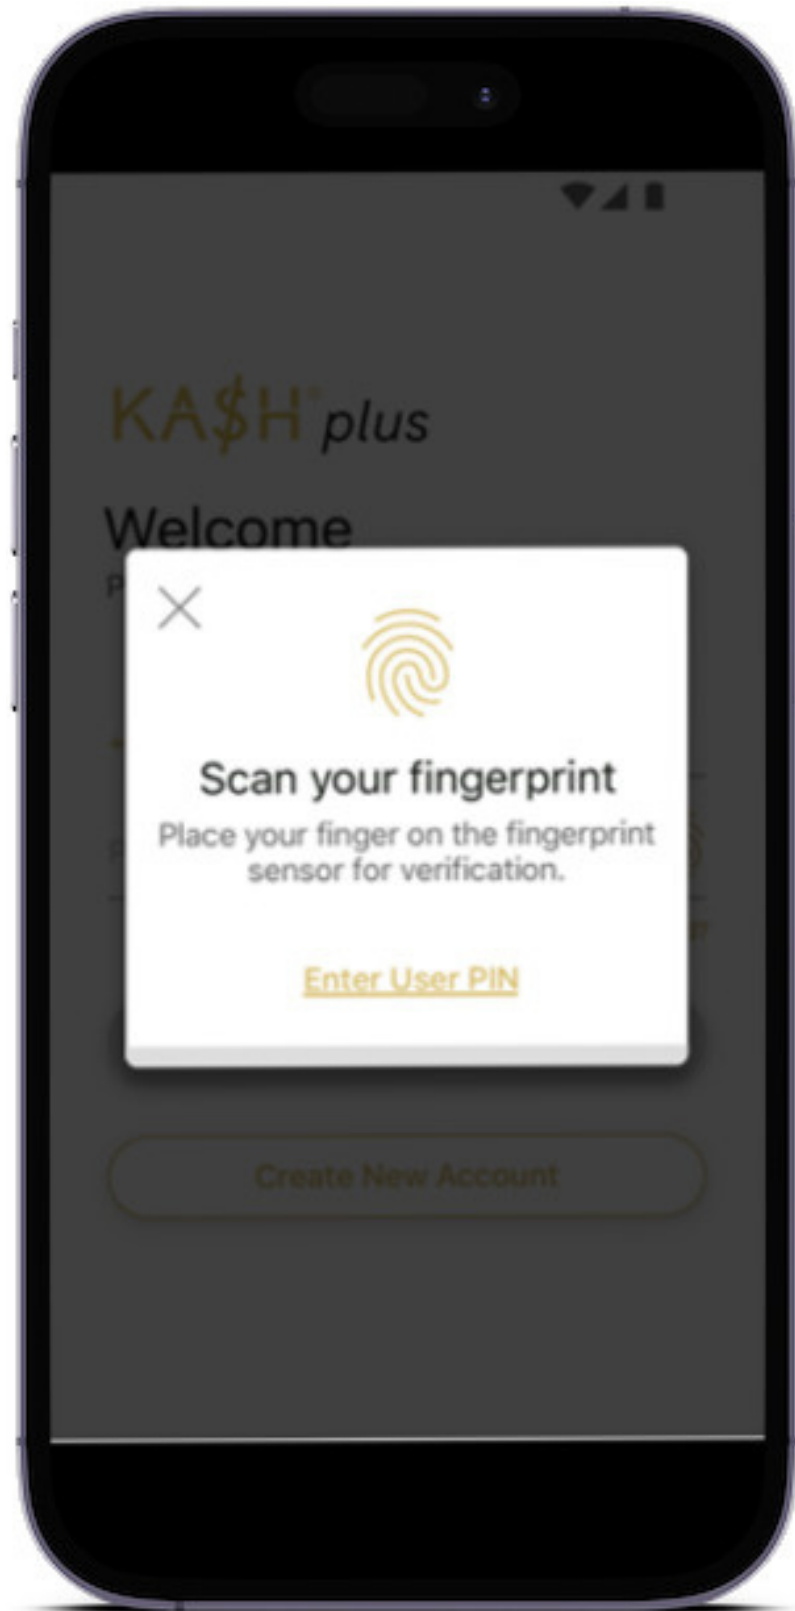 KA$H® plus
Welcome
P
Scan your fingerprint
Place your finger on the fingerprint
sensor for verification.
Enter User PIN
Create New Account